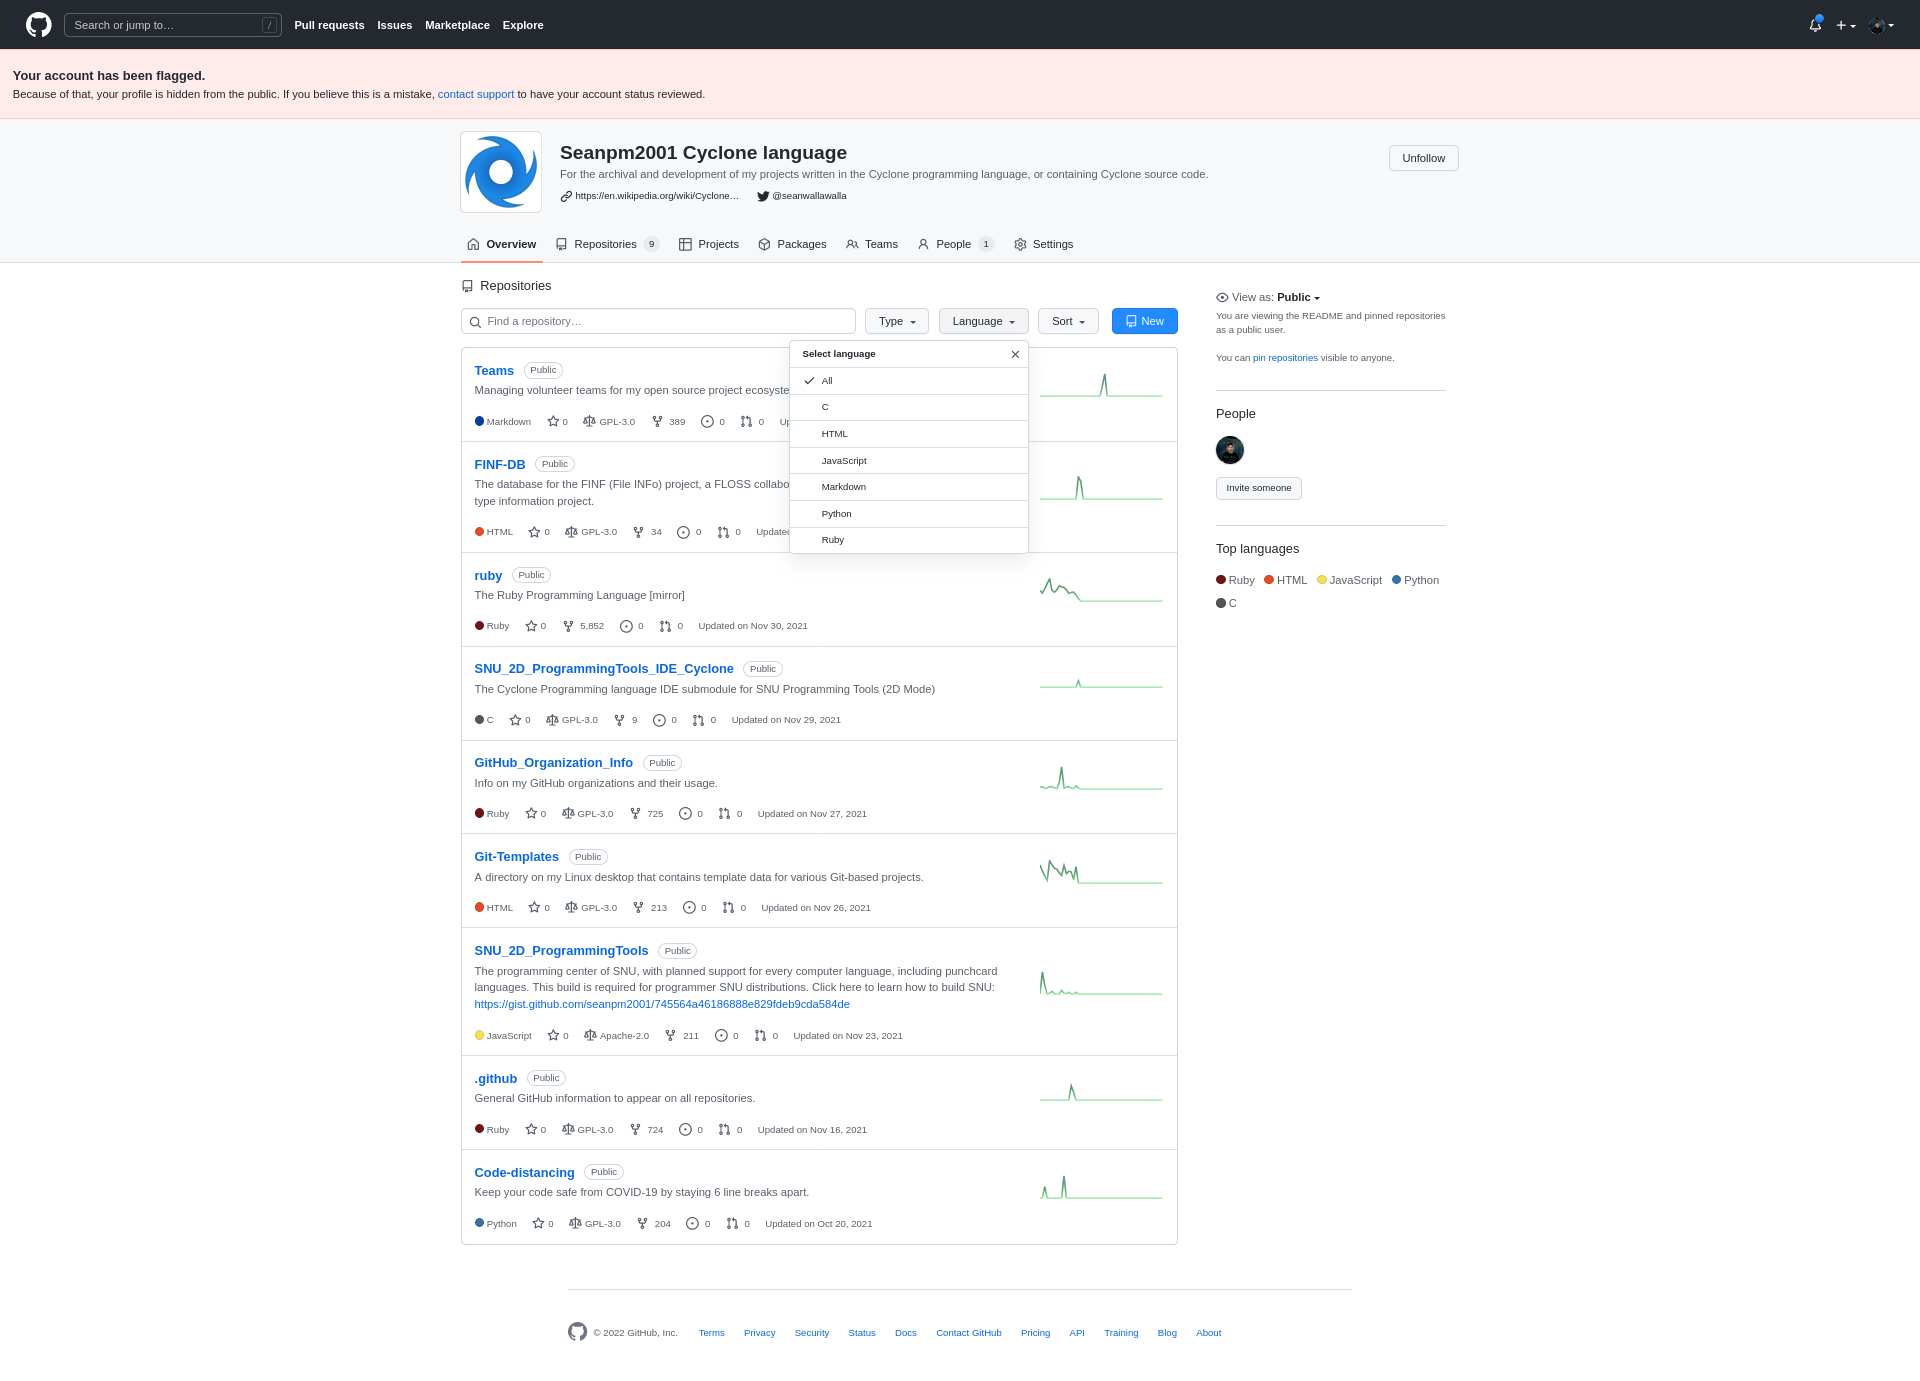 Search or jump to…
/
Pull requests
Issues
Marketplace
Explore
Your account has been flagged.
Because of that, your profile is hidden from the public. If you believe this is a mistake, contact support to have your account status reviewed.
Seanpm2001 Cyclone language
For the archival and development of my projects written in the Cyclone programming language, or containing Cyclone source code.
https://en.wikipedia.org/wiki/Cyclone…
@seanwallawalla
Unfollow
Overview
Repositories 9
Projects
Packages
Teams
People 1
Settings
Repositories
Find a repository…
Type
Language
Sort
New
Select language
All
C
HTML
JavaScript
Markdown
Python
Ruby
Teams Public
Managing volunteer teams for my open source project ecosyste
Markdown 0 GPL-3.0 389 0 0
FINF-DB Public
The database for the FINF (File INFo) project, a FLOSS collabo
type information project.
HTML 0 GPL-3.0 34 0 0 Updated
ruby Public
The Ruby Programming Language [mirror]
Ruby 0 5,852 0 0 Updated on Nov 30, 2021
SNU_2D_ProgrammingTools_IDE_Cyclone Public
The Cyclone Programming language IDE submodule for SNU Programming Tools (2D Mode)
C 0 GPL-3.0 9 0 0 Updated on Nov 29, 2021
GitHub_Organization_Info Public
Info on my GitHub organizations and their usage.
Ruby 0 GPL-3.0 725 0 0 Updated on Nov 27, 2021
Git-Templates Public
A directory on my Linux desktop that contains template data for various Git-based projects.
HTML 0 GPL-3.0 213 0 0 Updated on Nov 26, 2021
SNU_2D_ProgrammingTools Public
The programming center of SNU, with planned support for every computer language, including punchcard
languages. This build is required for programmer SNU distributions. Click here to learn how to build SNU:
https://gist.github.com/seanpm2001/745564a46186888e829fdeb9cda584de
JavaScript 0 Apache-2.0 211 0 0 Updated on Nov 23, 2021
.github Public
General GitHub information to appear on all repositories.
Ruby 0 GPL-3.0 724 0 0 Updated on Nov 16, 2021
Code-distancing Public
Keep your code safe from COVID-19 by staying 6 line breaks apart.
Python 0 GPL-3.0 204 0 0 Updated on Oct 20, 2021
View as: Public
You are viewing the README and pinned repositories
as a public user.
You can pin repositories visible to anyone.
People
Invite someone
Top languages
Ruby HTML JavaScript Python
C
© 2022 GitHub, Inc.
Terms
Privacy
Security
Status
Docs
Contact GitHub
Pricing
API
Training
Blog
About